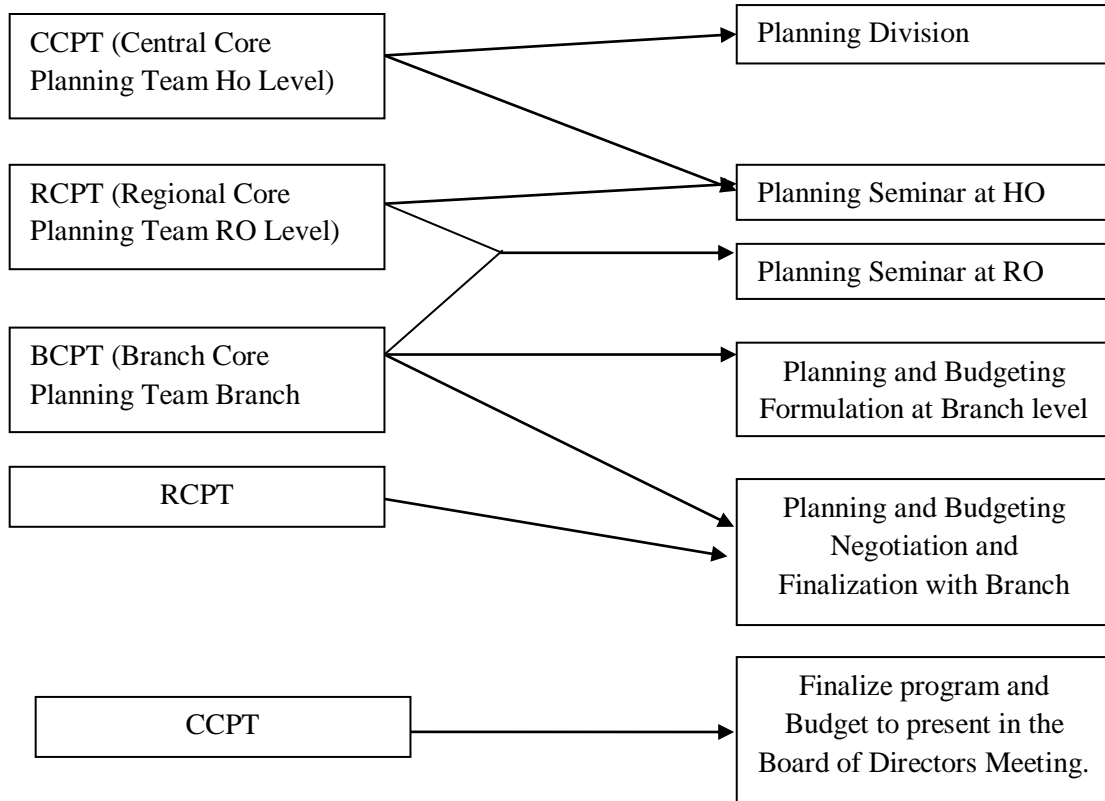 CCPT (Central Core
Planning Team Ho Level)
Planning Division
RCPT (Regional Core
Planning Team RO Level)
Planning Seminar at HO
Planning Seminar at RO
BCPT (Branch Core
Planning Team Branch
Planning and Budgeting
Formulation at Branch level
RCPT
Planning and Budgeting
Negotiation and
Finalization with Branch
CCPT
Finalize program and
Budget to present in the
Board of Directors Meeting.